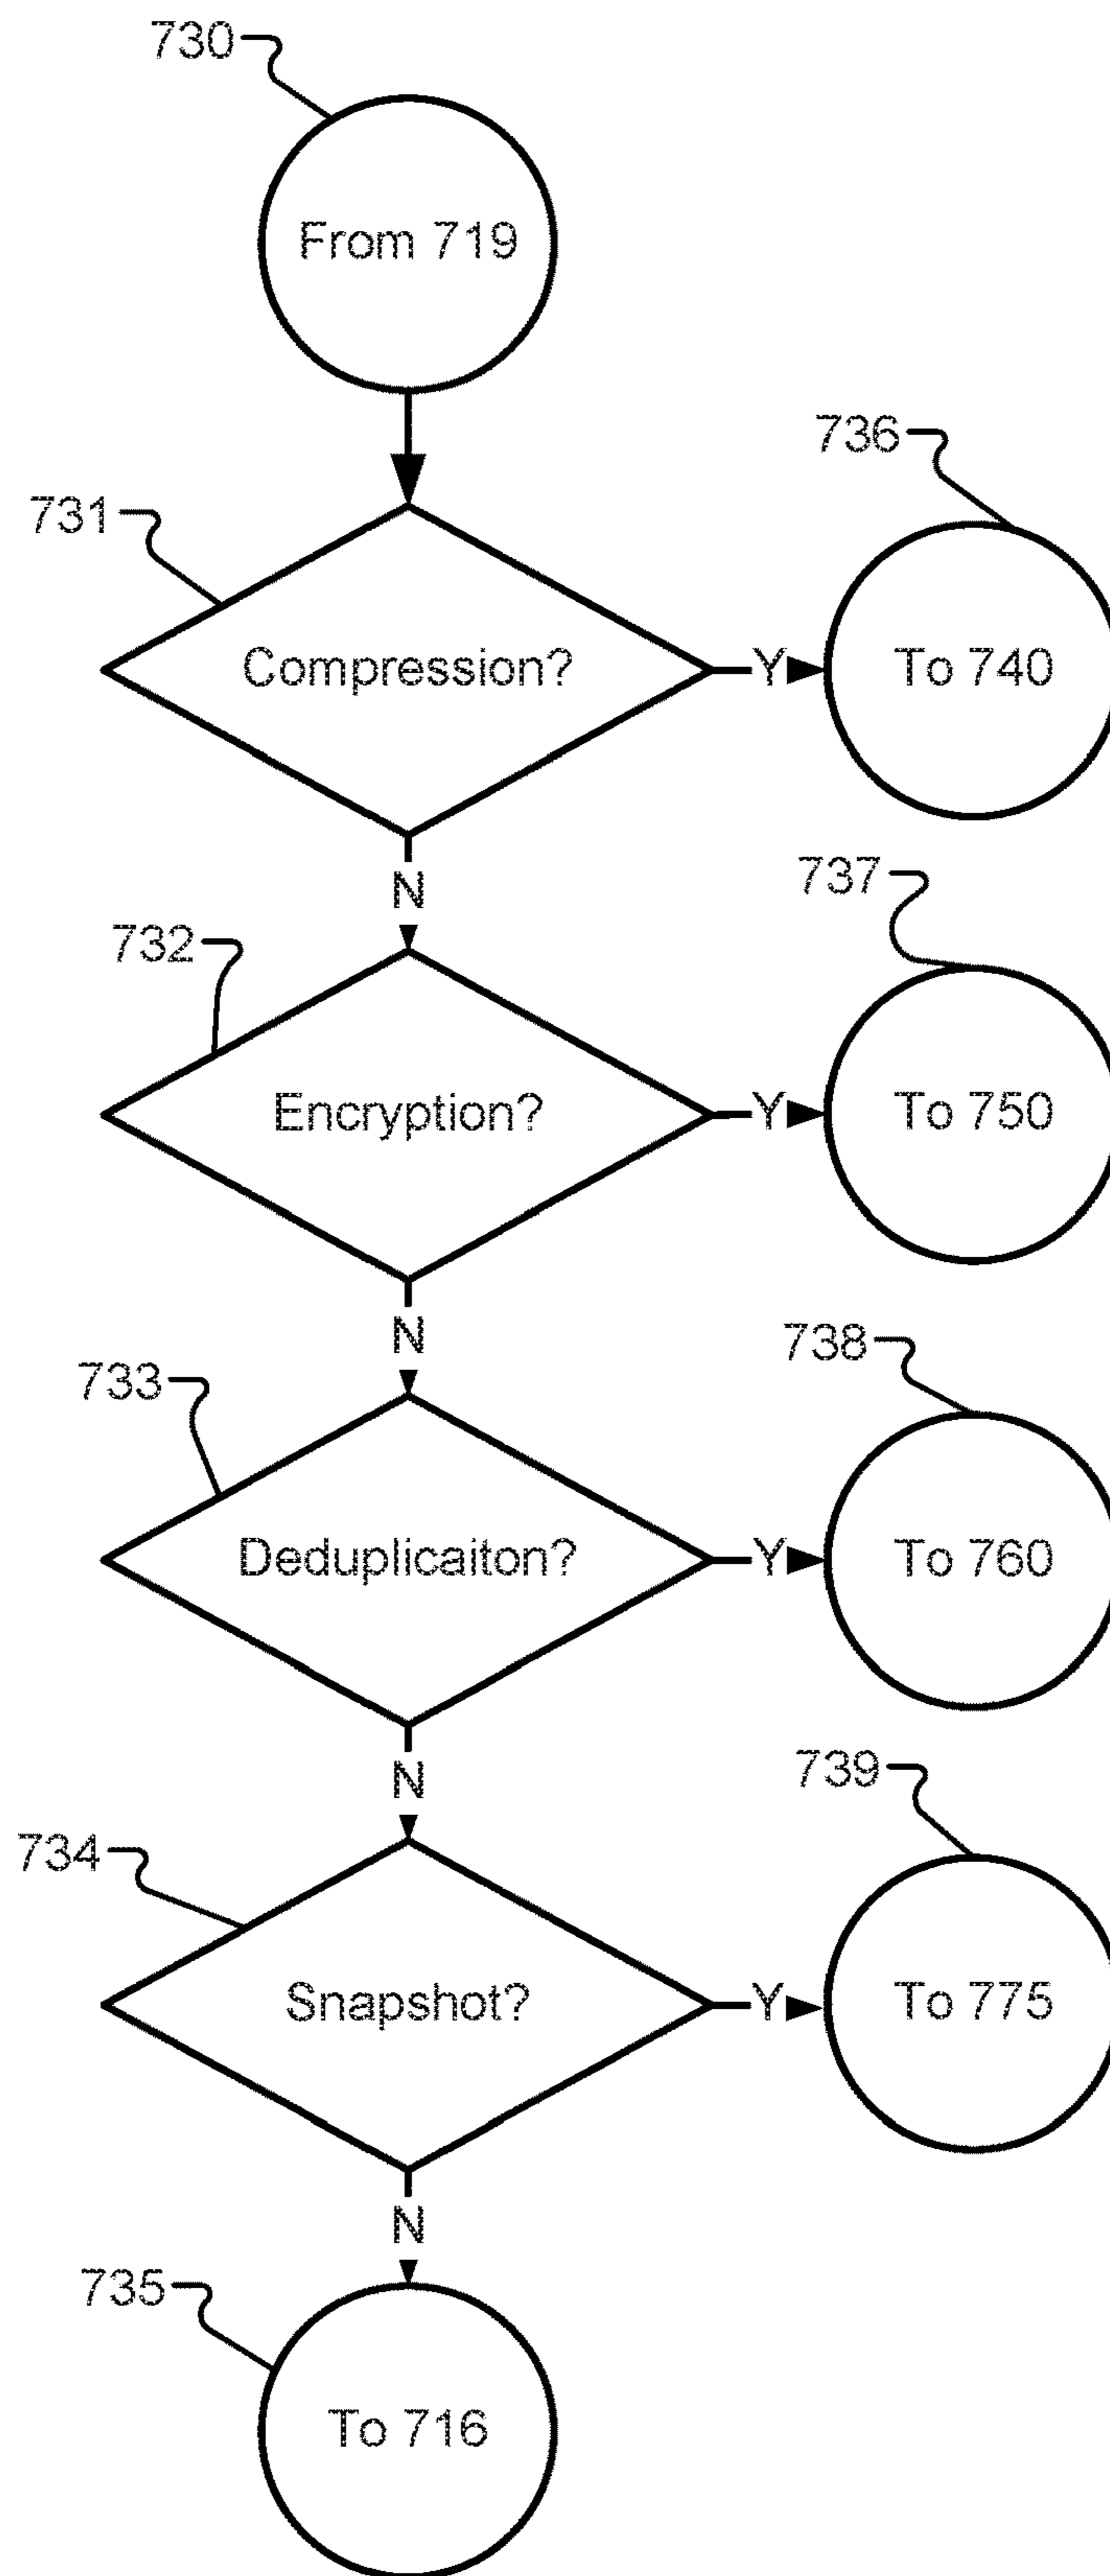 730
From 719
736
731
Compression?
Y
To 740
N
737
732
Encryption?
Y
To 750
N
738
733
Deduplicaiton?
Y
To 760
N
739
734
Snapshot?
Y
To 775
N
735
To 716